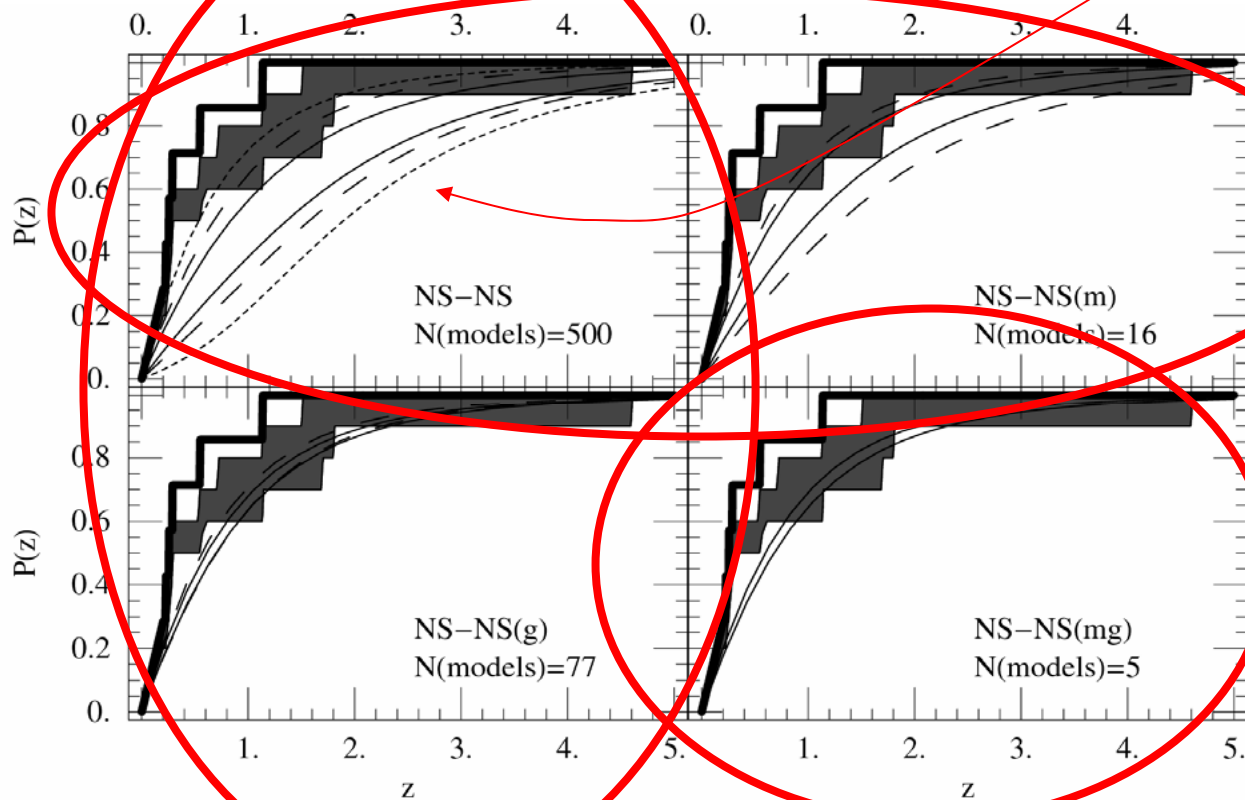 0. 1. 2. 3. 4. 0. 1. 2. 3. 4.
0.8
0.6
0.4
0.2
0.
P(z)
NS−NS
N(models)=500
NS−NS(m)
N(models)=16
0.8
0.6
0.4
0.2
0.
P(z)
NS−NS(g)
N(models)=77
NS−NS(mg)
N(models)=5
1. 2. 3. 4. 5. 1. 2. 3. 4. 5.
z z